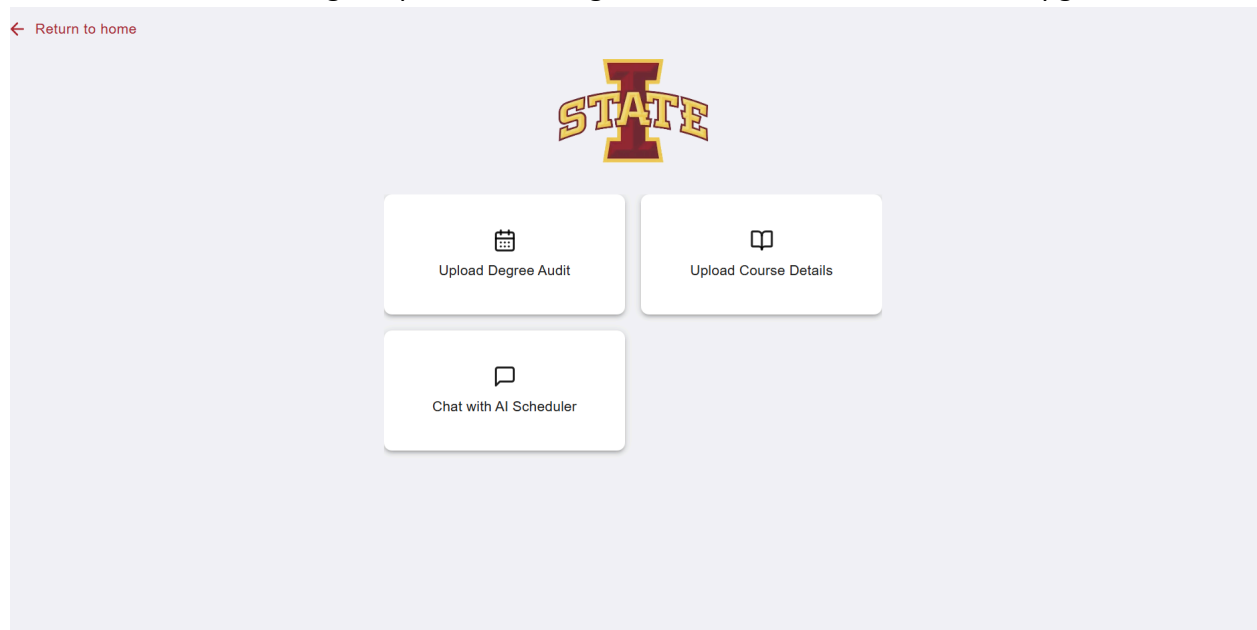 Return to home
I
STATE
Upload Degree Audit
Upload Course Details
Chat with AI Scheduler